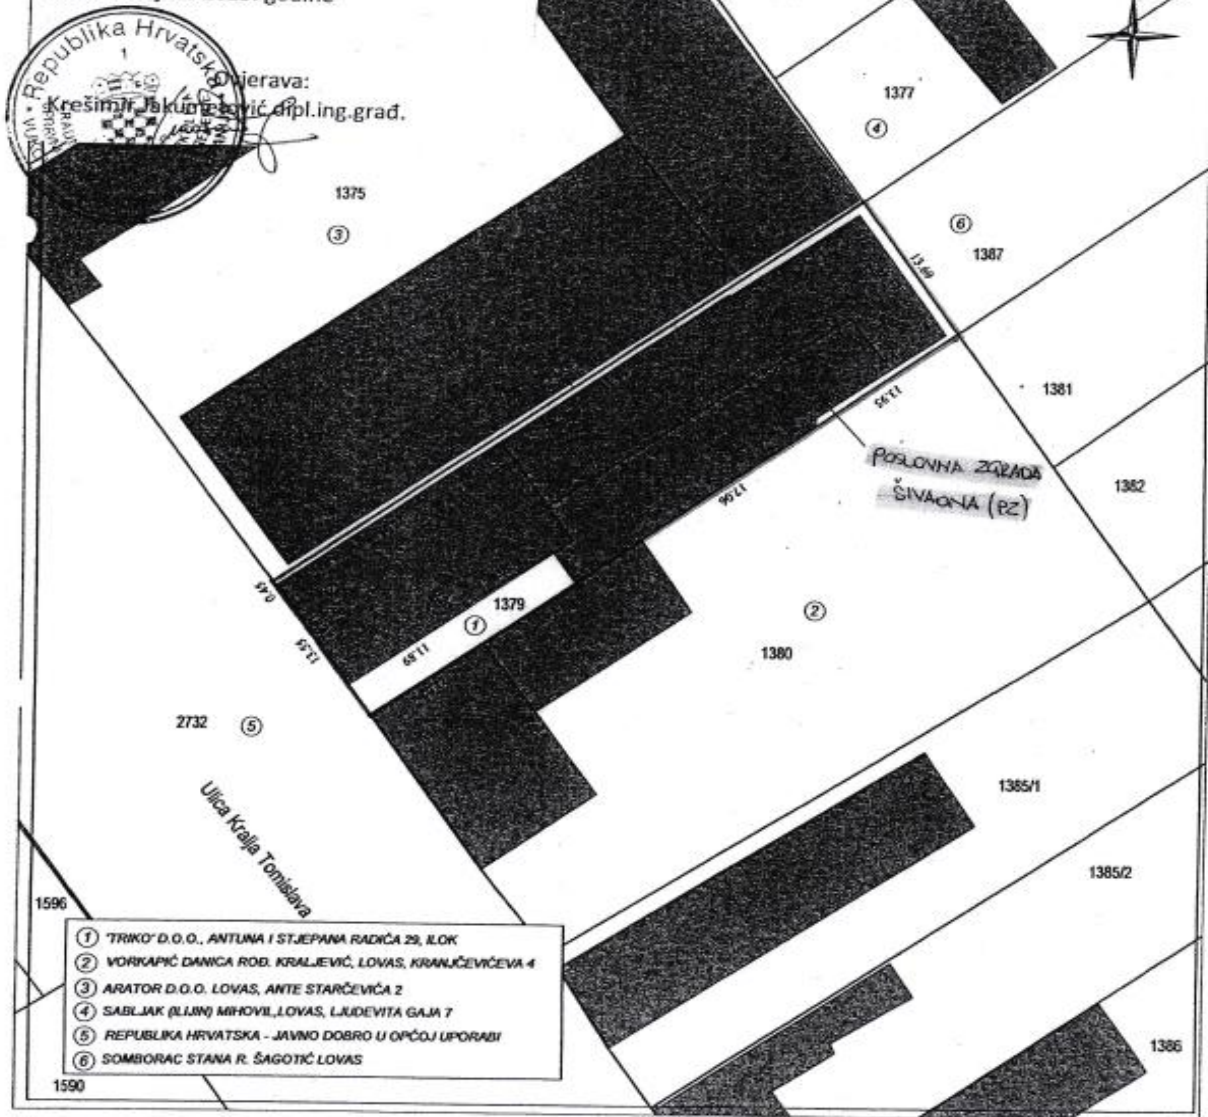 Republika Hrvatska
1
Ovjerava:
Krešimir Jakumetović dipl.ing.građ.
1375
3
1377
4
6
1387
13.60
1381
1382
13.95
POSLOVNA ZGRADA
ŠIVAONA (PZ)
17.96
0.45
13.55
1379
1
11.89
2
1380
2732
5
Ulica Kralja Tomislava
1385/1
1385/2
1386
1596
1590
1 "TRIKO" D.O.O., ANTUNA I STJEPANA RADIĆA 29, ILOK
2 VORKAPIĆ DANICA ROĐ. KRALJEVIĆ, LOVAS, KRANJČEVIĆEVA 4
3 ARATOR D.O.O. LOVAS, ANTE STARČEVIĆA 2
4 SABLJAK (ILIJIN) MIHOVIL,LOVAS, LJUDEVITA GAJA 7
5 REPUBLIKA HRVATSKA - JAVNO DOBRO U OPĆOJ UPORABI
6 SOMBORAC STANA R. ŠAGOTIĆ LOVAS